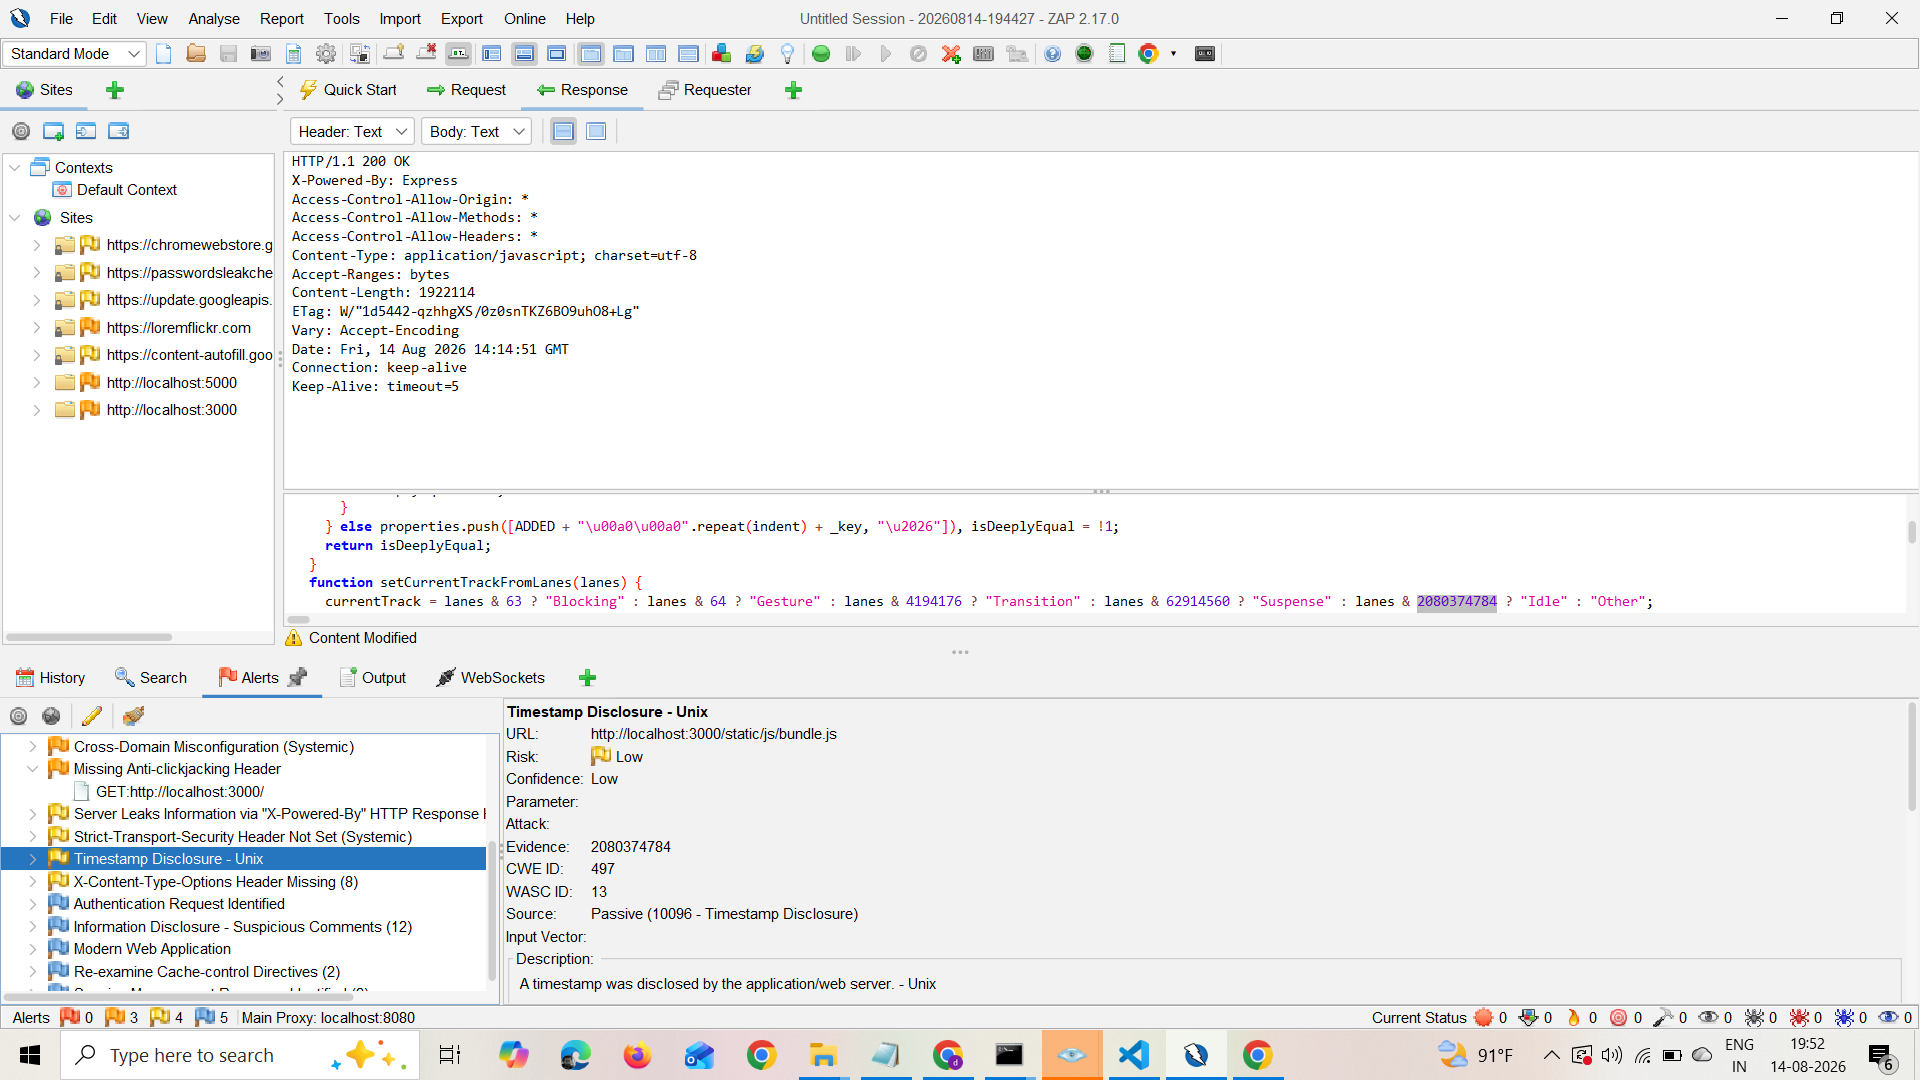 File Edit View Analyse Report Tools Import Export Online Help
Untitled Session - 20260814-194427 - ZAP 2.17.0
Standard Mode
Sites
Quick Start
Request
Response
Requester
Header: Text
Body: Text
Contexts
Default Context
Sites
https://chromewebstore.g
https://passwordsleakche
https://update.googleapis.
https://loremflickr.com
https://content-autofill.goo
http://localhost:5000
http://localhost:3000
HTTP/1.1 200 OK
X-Powered-By: Express
Access-Control-Allow-Origin: *
Access-Control-Allow-Methods: *
Access-Control-Allow-Headers: *
Content-Type: application/javascript; charset=utf-8
Accept-Ranges: bytes
Content-Length: 1922114
ETag: W/"1d5442-qzhhgXS/0z0snTKZ6BO9uhO8+Lg"
Vary: Accept-Encoding
Date: Fri, 14 Aug 2026 14:14:51 GMT
Connection: keep-alive
Keep-Alive: timeout=5
}
} else properties.push([ADDED + "\u00a0\u00a0".repeat(indent) + _key, "\u2026"]), isDeeplyEqual = !1;
return isDeeplyEqual;
}
function setCurrentTrackFromLanes(lanes) {
currentTrack = lanes & 63 ? "Blocking" : lanes & 64 ? "Gesture" : lanes & 4194176 ? "Transition" : lanes & 62914560 ? "Suspense" : lanes & 2080374784 ? "Idle" : "Other";
Content Modified
History
Search
Alerts
Output
WebSockets
Cross-Domain Misconfiguration (Systemic)
Missing Anti-clickjacking Header
GET:http://localhost:3000/
Server Leaks Information via "X-Powered-By" HTTP Response
Strict-Transport-Security Header Not Set (Systemic)
Timestamp Disclosure - Unix
X-Content-Type-Options Header Missing (8)
Authentication Request Identified
Information Disclosure - Suspicious Comments (12)
Modern Web Application
Re-examine Cache-control Directives (2)
Timestamp Disclosure - Unix
URL: http://localhost:3000/static/js/bundle.js
Risk: Low
Confidence: Low
Parameter:
Attack:
Evidence: 2080374784
CWE ID: 497
WASC ID: 13
Source: Passive (10096 - Timestamp Disclosure)
Input Vector:
Description:
A timestamp was disclosed by the application/web server. - Unix
Alerts 0 3 4 5 Main Proxy: localhost:8080
Current Status 0 0 0 0 0 0 0 0 0 0
Type here to search
91°F
ENG
IN
19:52
14-08-2026
6